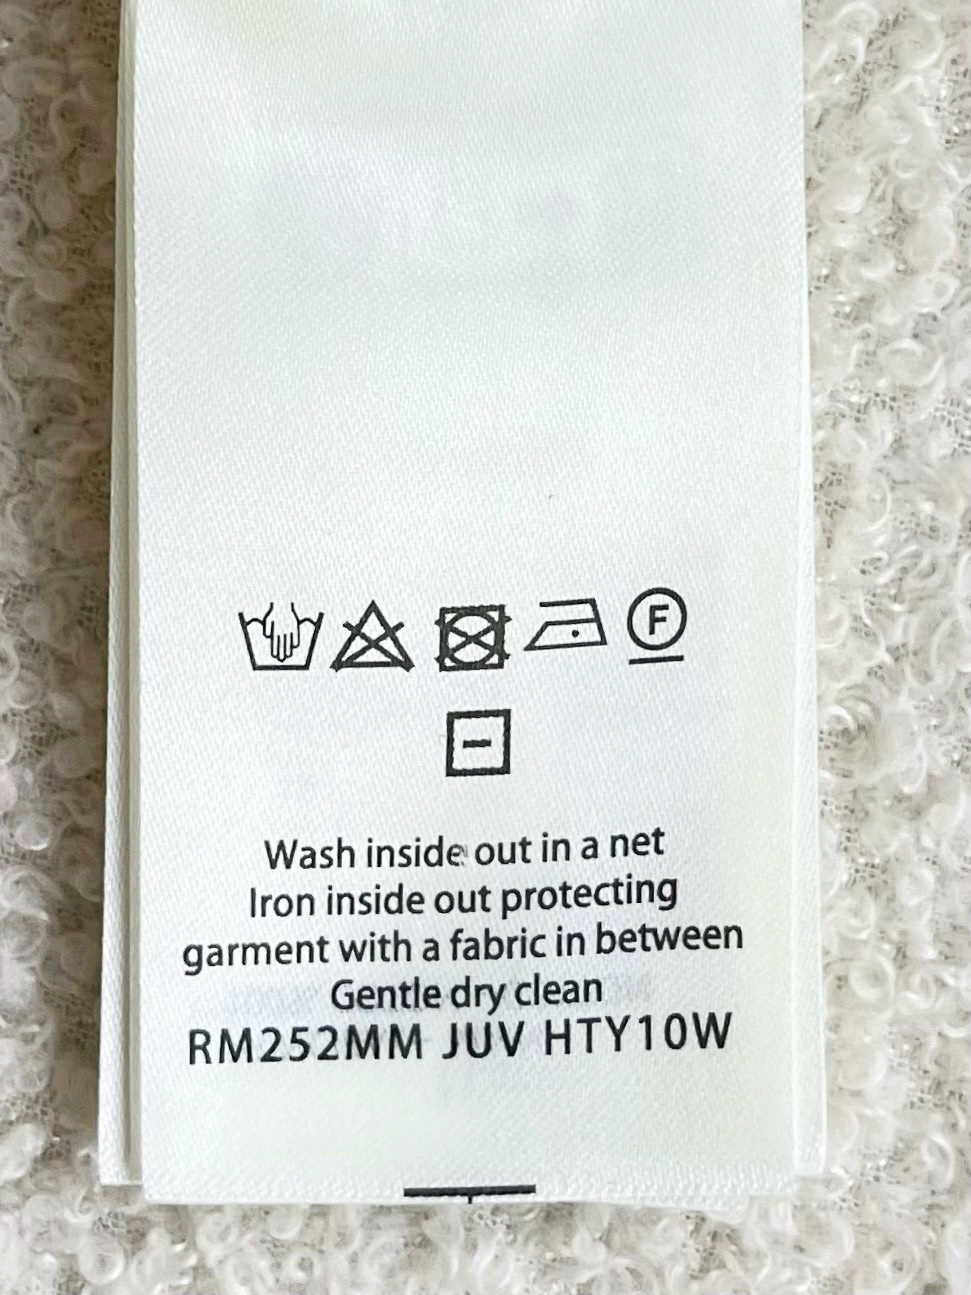 F
Wash inside out in a net
Iron inside out protecting
garment with a fabric in between
Gentle dry clean
RM252MM JUV HTY10W